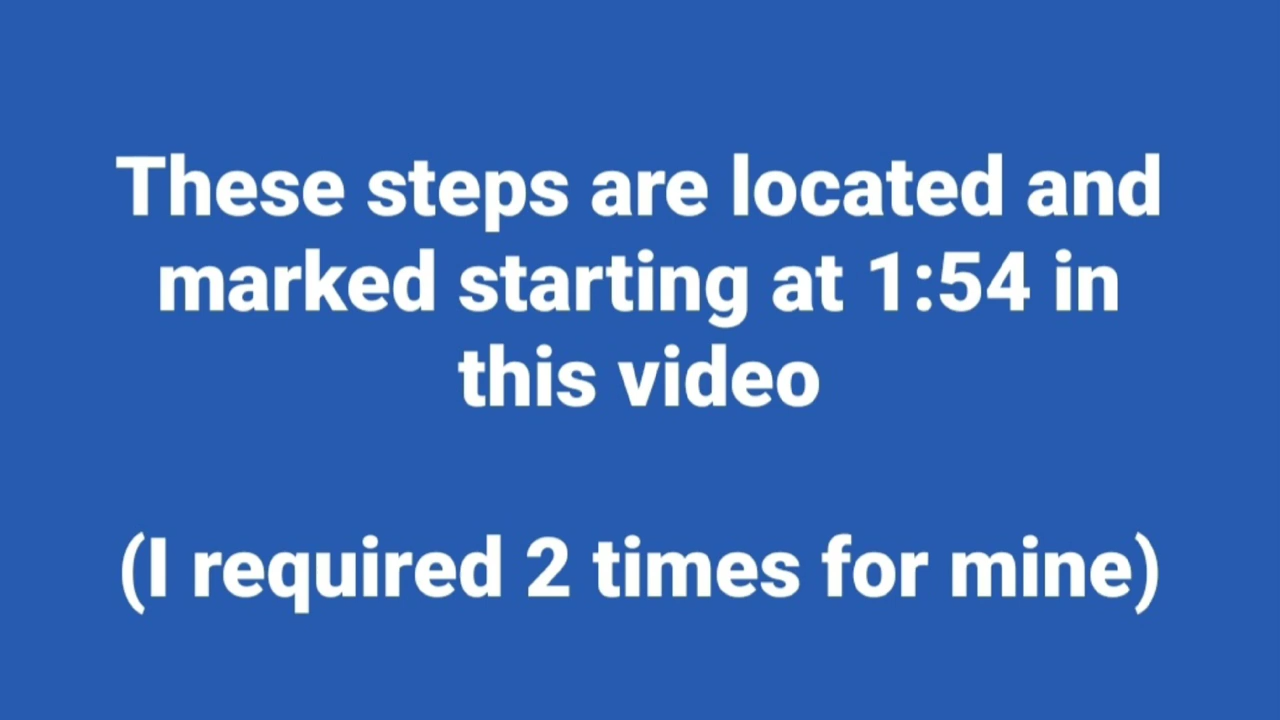 These steps are located and
marked starting at 1:54 in
this video
(I required 2 times for mine)